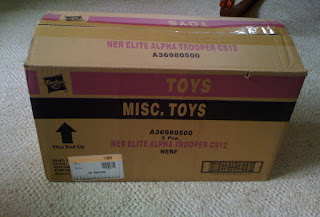 NER ELITE ALPHA TROOPER CS12
A36980500
Hasbro
TOYS
MISC. TOYS
A36980500
2 Pcs.
NER ELITE ALPHA TROOPER CS12
NERF
This End Up